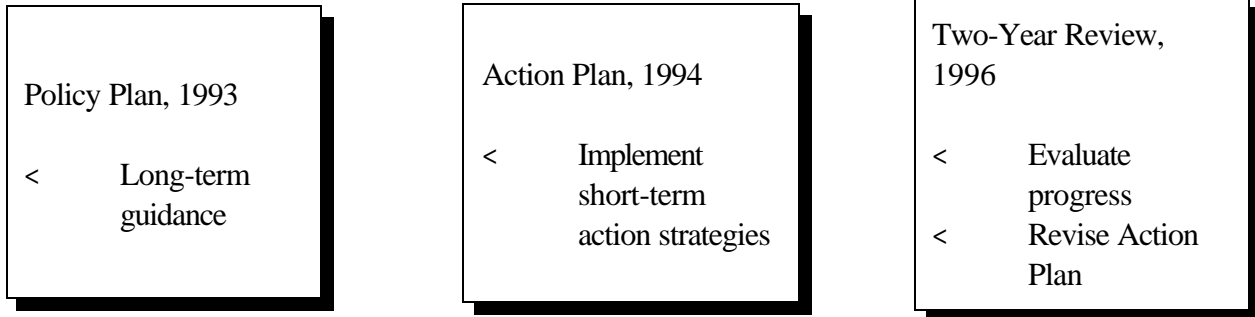 Policy Plan, 1993
< Long-term
guidance
Action Plan, 1994
< Implement
short-term
action strategies
Two-Year Review,
1996
< Evaluate
progress
< Revise Action
Plan